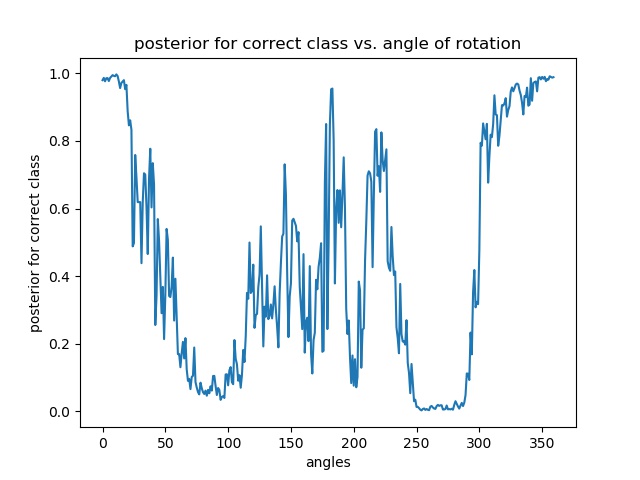 posterior for correct class vs. angle of rotation
posterior for correct class
1.0
0.8
0.6
0.4
0.2
0.0
0 50 100 150 200 250 300 350
angles